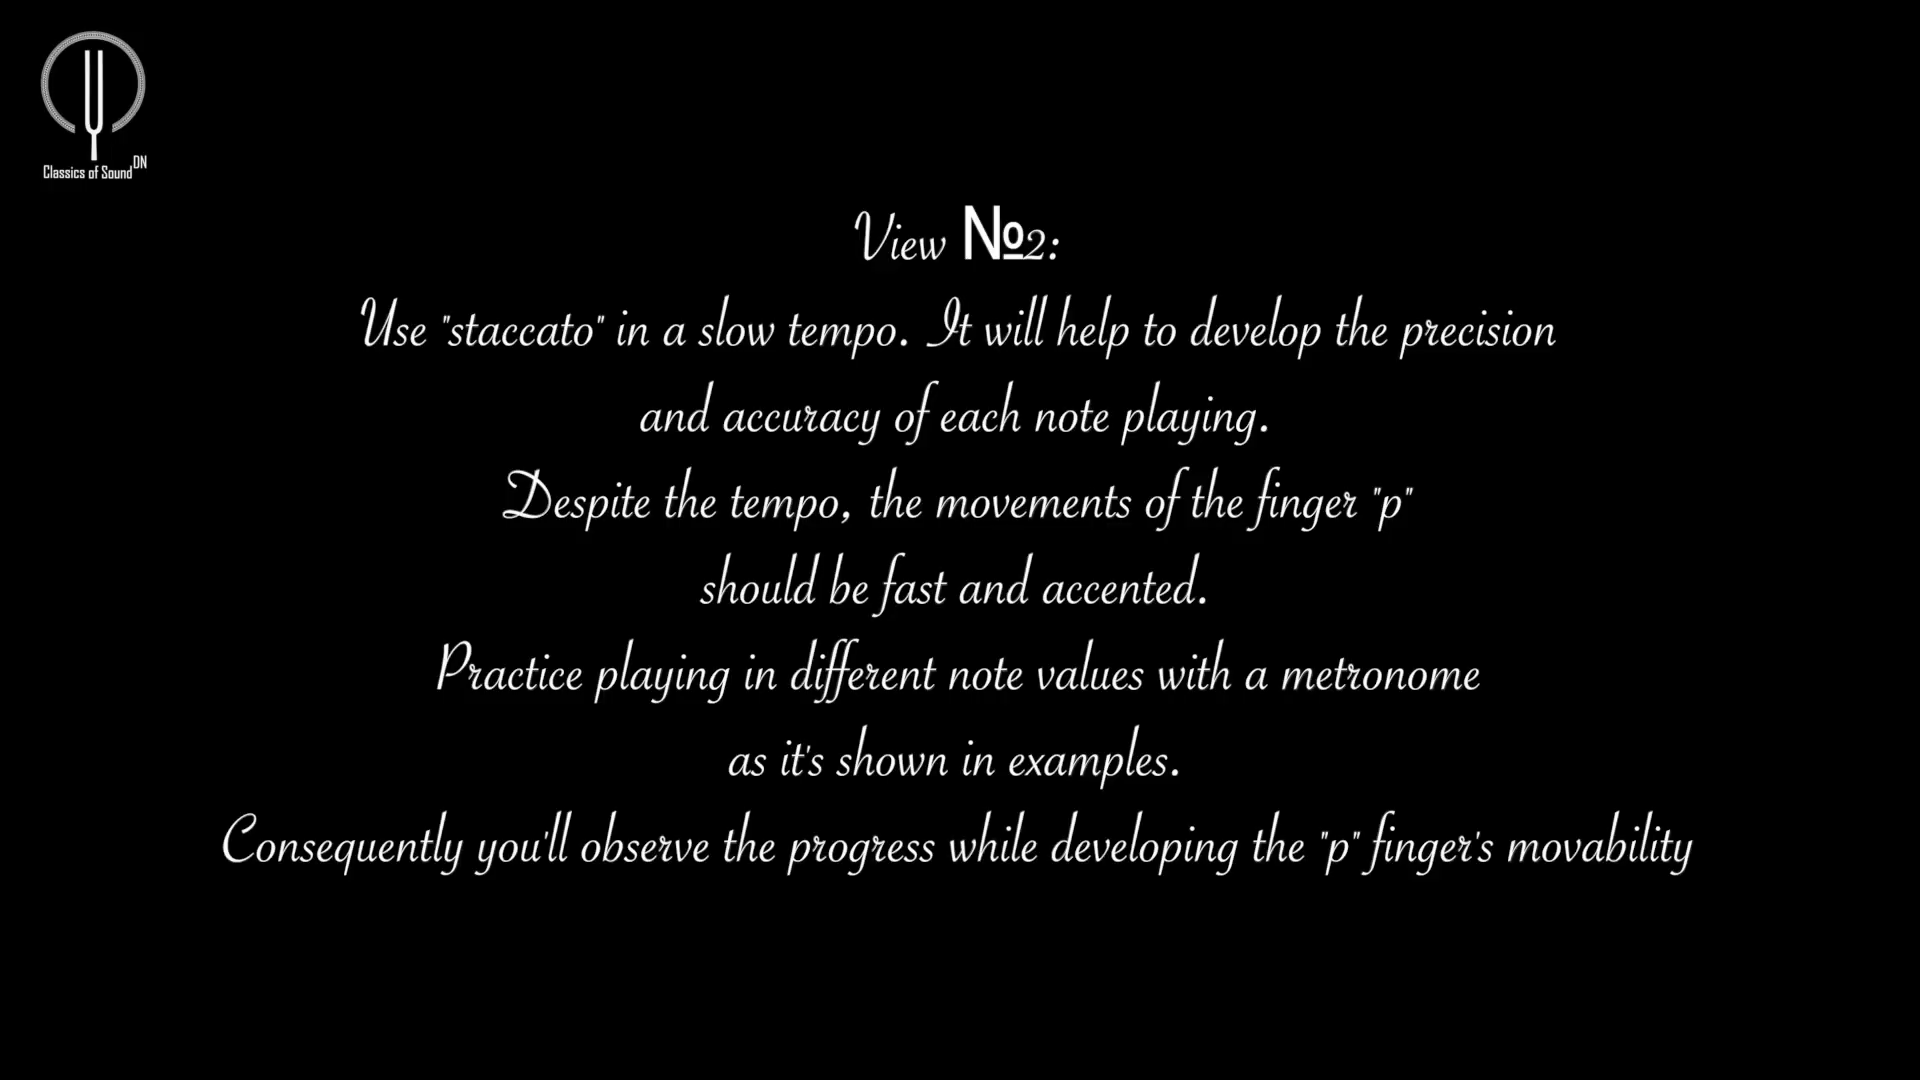 Classics of Sound DN
View №2:
Use "staccato" in a slow tempo. It will help to develop the precision
and accuracy of each note playing.
Despite the tempo, the movements of the finger "p"
should be fast and accented.
Practice playing in different note values with a metronome
as it's shown in examples.
Consequently you'll observe the progress while developing the "p" finger's movability